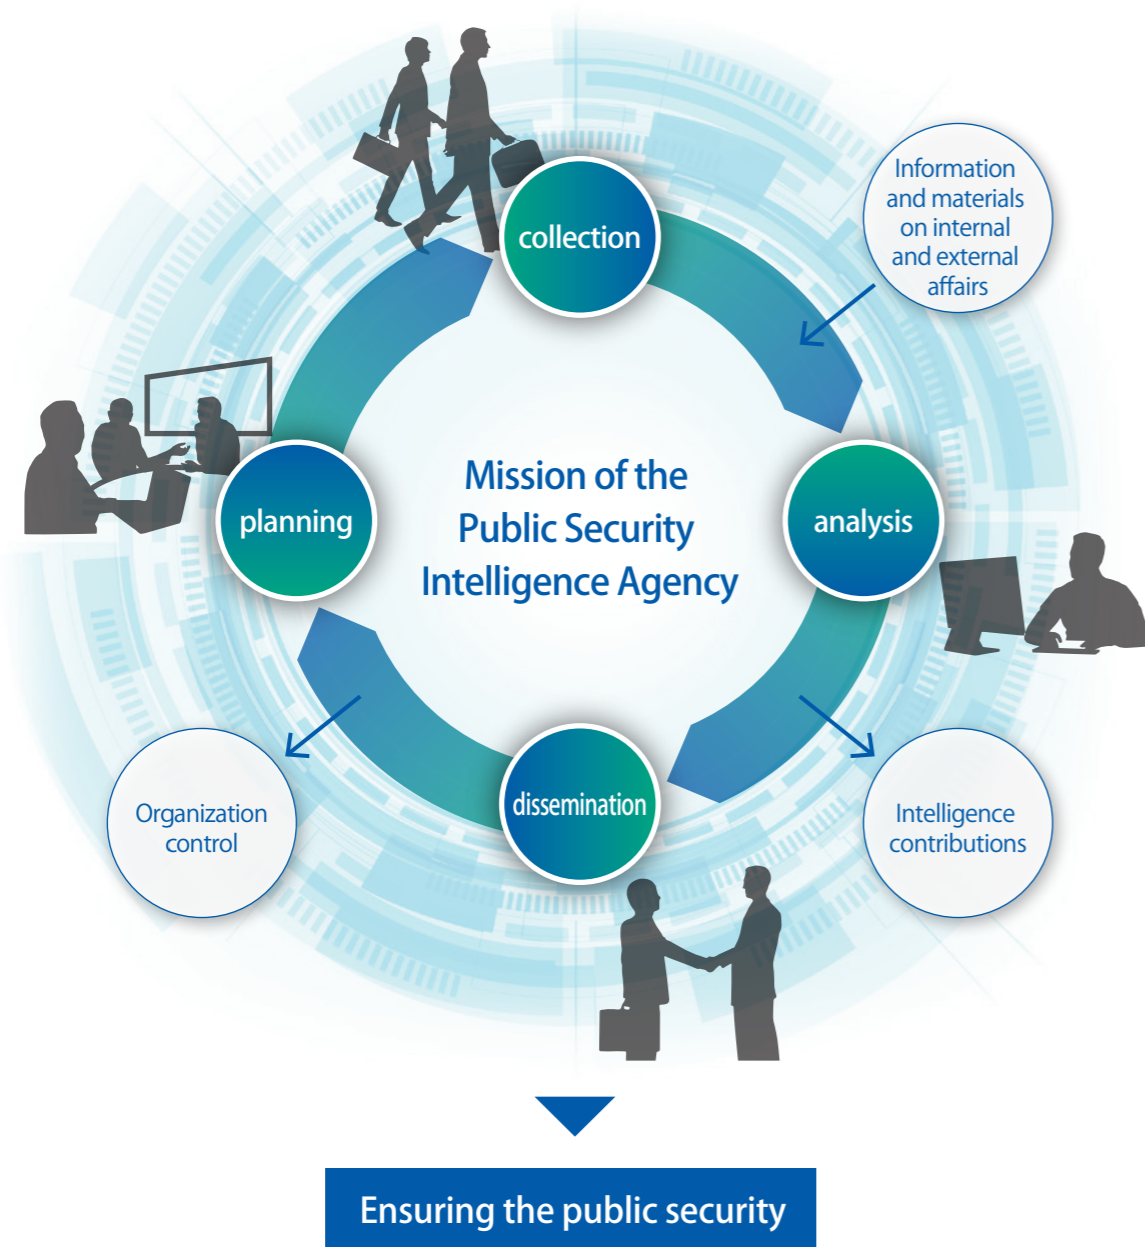 collection
Information
and materials
on internal
and external
affairs
planning
Mission of the
Public Security
Intelligence Agency
analysis
Organization
control
dissemination
Intelligence
contributions
Ensuring the public security